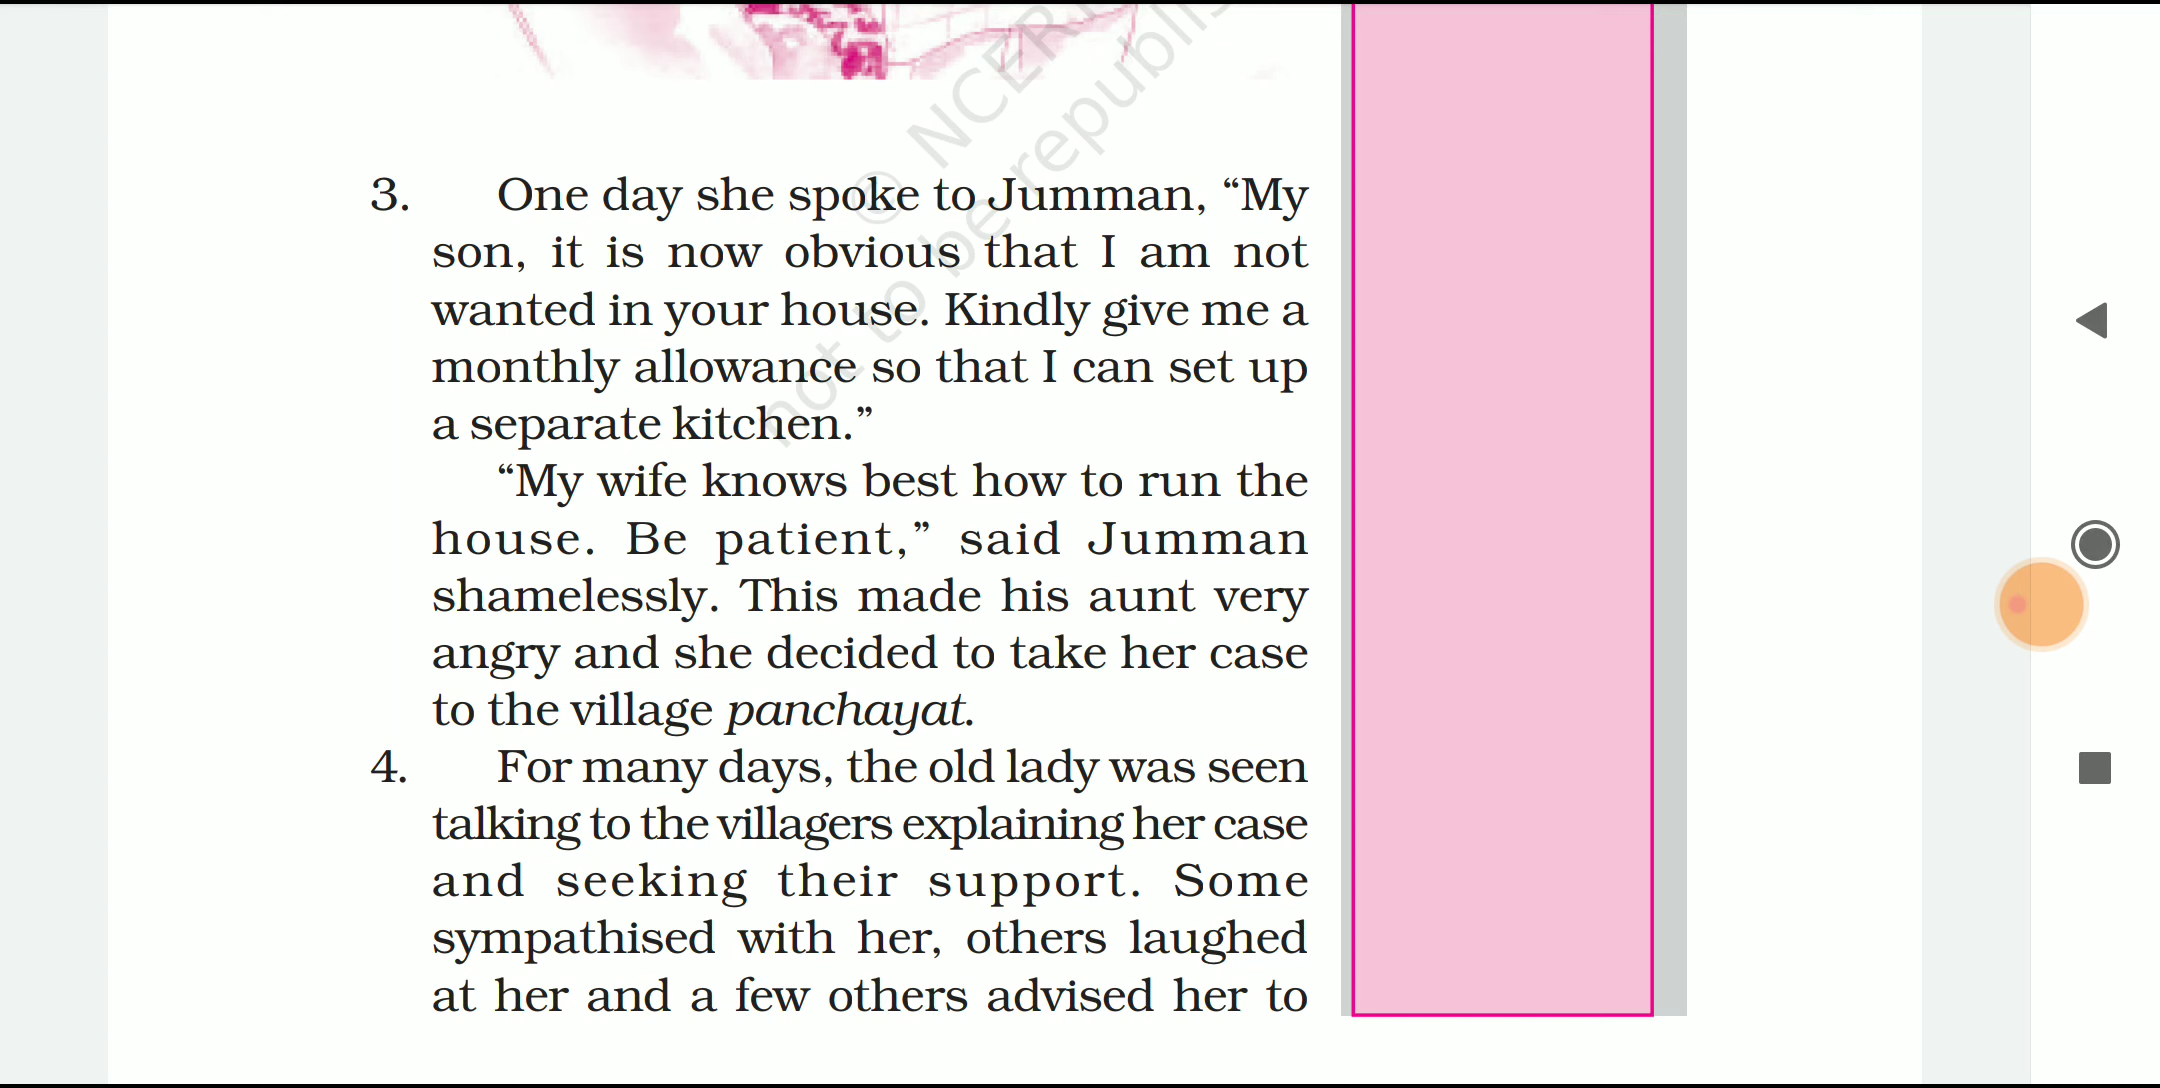 © NCER
not to be republis
3. One day she spoke to Jumman, “My
son, it is now obvious that I am not
wanted in your house. Kindly give me a
monthly allowance so that I can set up
a separate kitchen.”
“My wife knows best how to run the
house. Be patient,” said Jumman
shamelessly. This made his aunt very
angry and she decided to take her case
to the village panchayat.
4. For many days, the old lady was seen
talking to the villagers explaining her case
and seeking their support. Some
sympathised with her, others laughed
at her and a few others advised her to